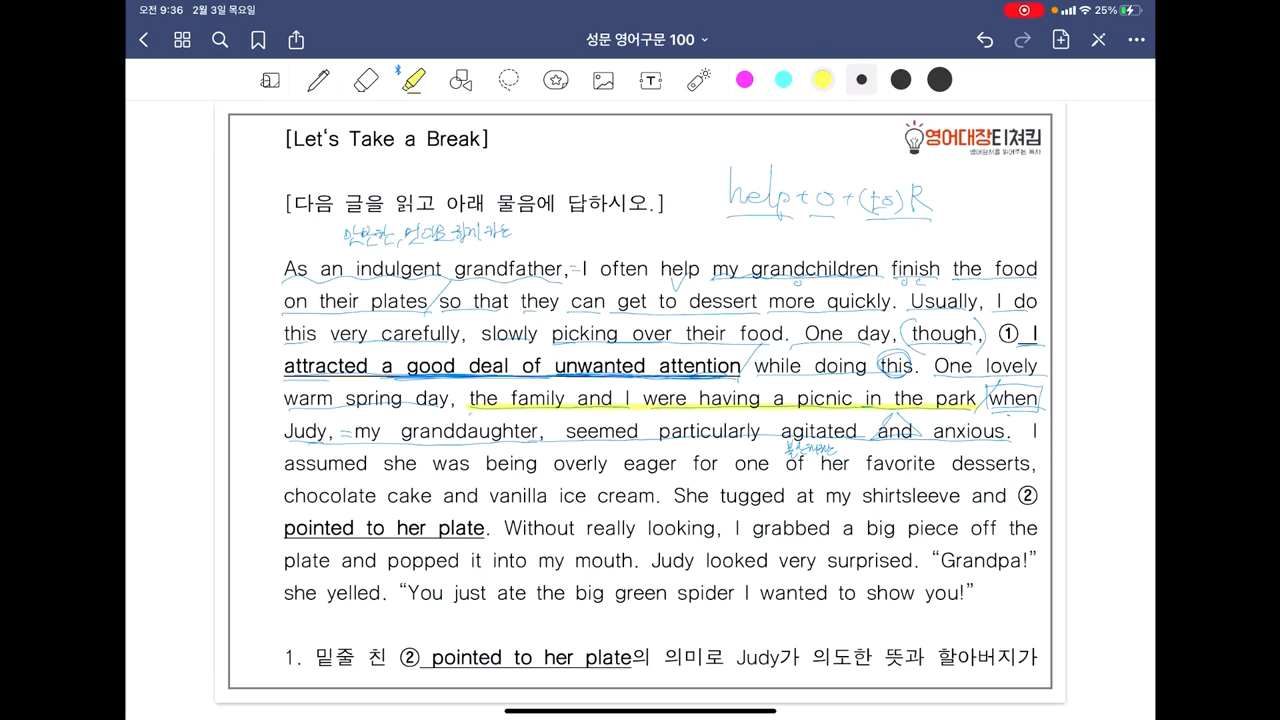 오전 9:36 2월 3일 목요일
25%
성문 영어구문 100
[Let's Take a Break]
영어대장티쳐킴
[다음 글을 읽고 아래 물음에 답하시오.]
help + o + (to) R
As an indulgent grandfather, I often help my grandchildren finish the food
on their plates so that they can get to dessert more quickly. Usually, I do
this very carefully, slowly picking over their food. One day, though, ① I
attracted a good deal of unwanted attention while doing this. One lovely
warm spring day, the family and I were having a picnic in the park when
Judy, my granddaughter, seemed particularly agitated and anxious. I
assumed she was being overly eager for one of her favorite desserts,
chocolate cake and vanilla ice cream. She tugged at my shirtsleeve and ②
pointed to her plate. Without really looking, I grabbed a big piece off the
plate and popped it into my mouth. Judy looked very surprised. “Grandpa!”
she yelled. “You just ate the big green spider I wanted to show you!”
1. 밑줄 친 ② pointed to her plate의 의미로 Judy가 의도한 뜻과 할아버지가